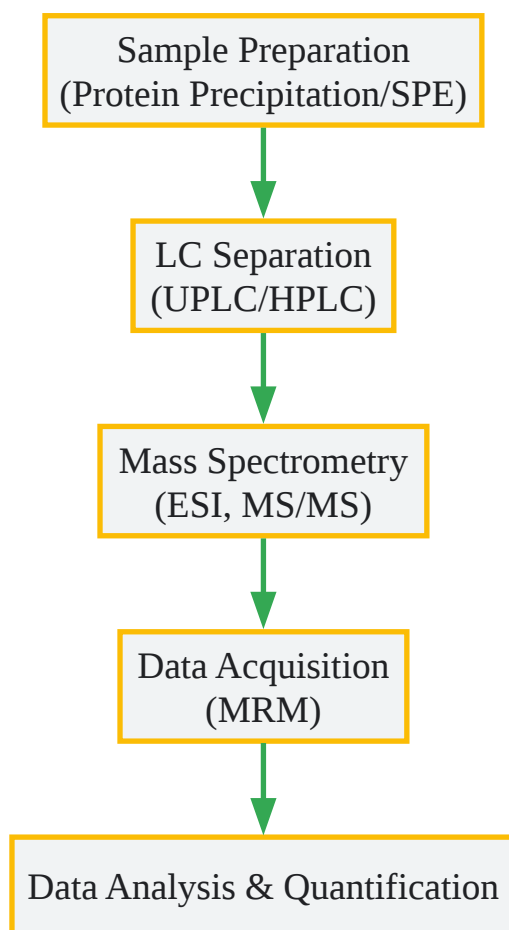 Sample Preparation
(Protein Precipitation/SPE)
LC Separation
(UPLC/HPLC)
Mass Spectrometry
(ESI, MS/MS)
Data Acquisition
(MRM)
Data Analysis & Quantification